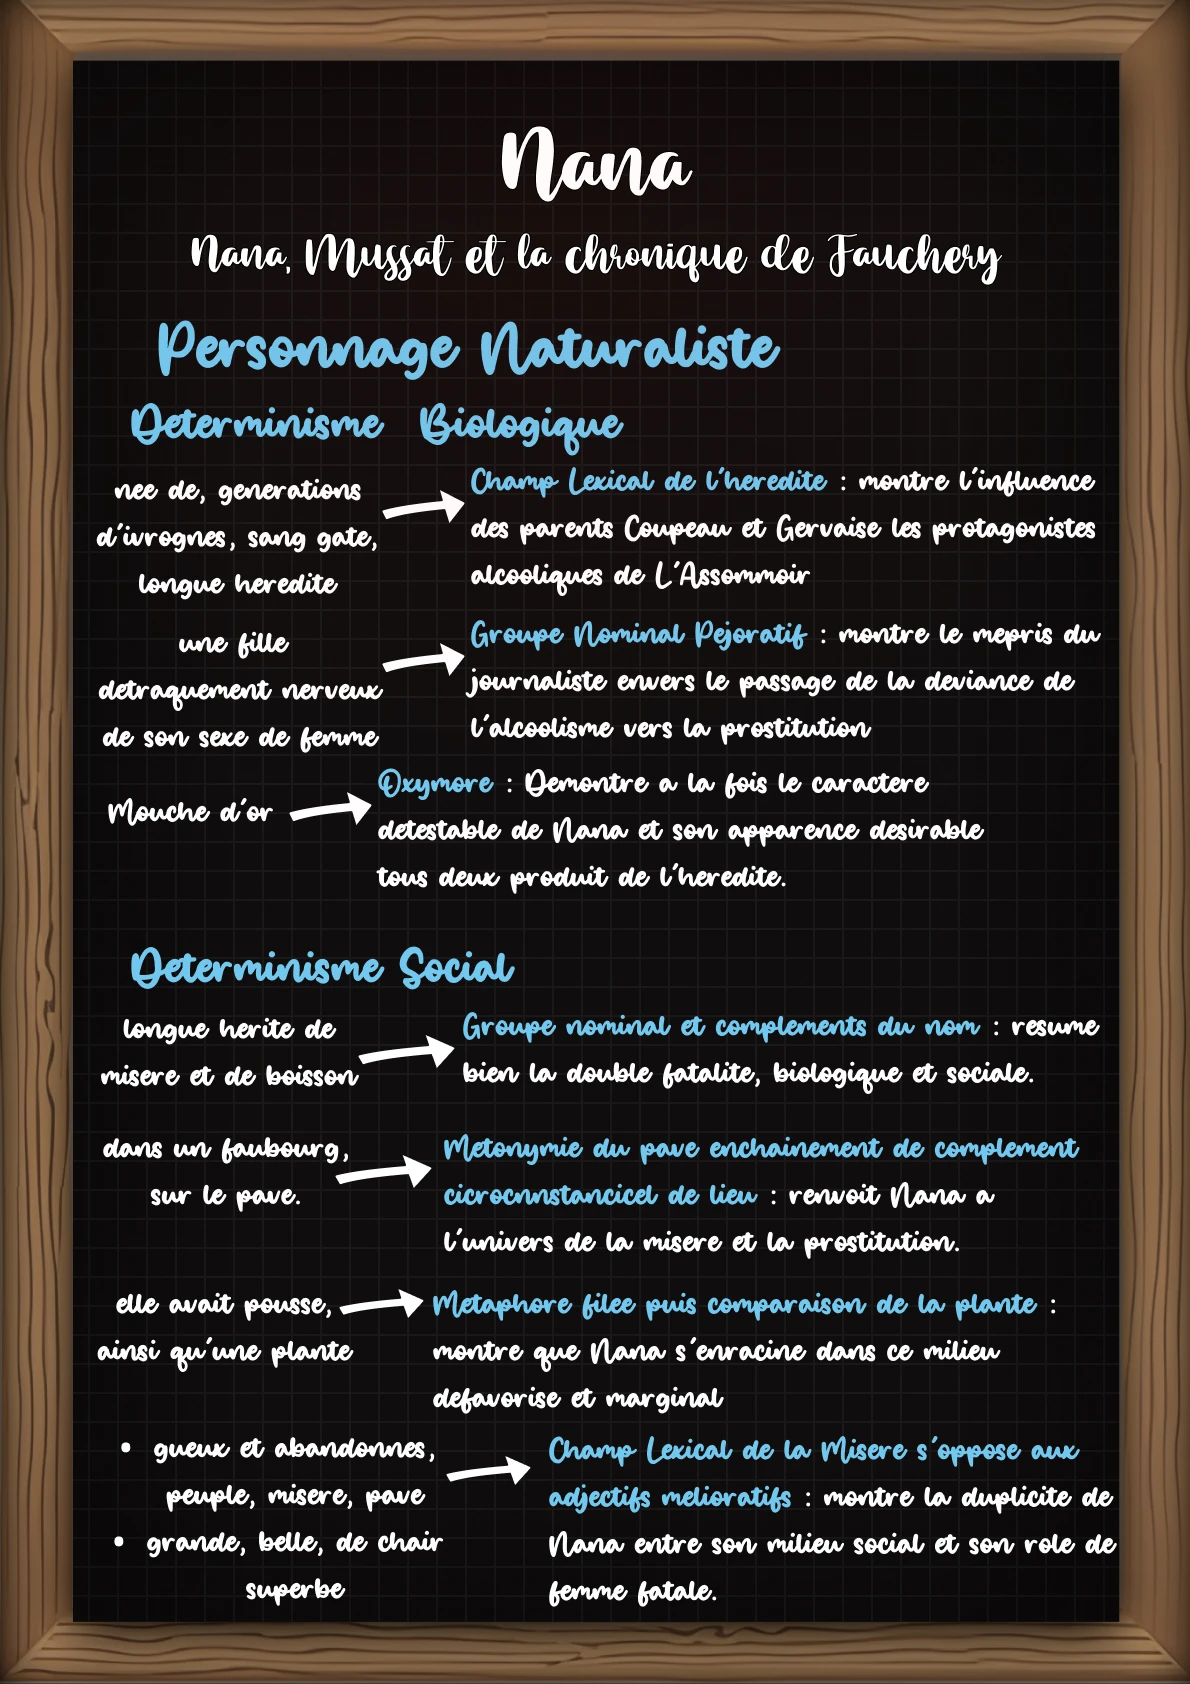 Nana
Nana, Mussat et la chronique de Fauchery
Personnage Naturaliste
Determinisme Biologique
nee de, generations
d'ivrognes, sang gate,
longue heredite
Champ Lexical de l'heredite : montre l'influence
des parents Coupeau et Gervaise les protagonistes
alcooliques de L'Assommoir
une fille
detraquement nerveux
de son sexe de femme
Groupe Nominal Pejoratif : montre le mepris du
journaliste envers le passage de la deviance de
l'alcoolisme vers la prostitution
Mouche d'or
Oxymore : Demontre a la fois le caractere
detestable de Nana et son apparence desirable
tous deux produit de l'heredite.
Determinisme Social
longue herite de
misere et de boisson
Groupe nominal et complements du nom : resume
bien la double fatalite, biologique et sociale.
dans un faubourg,
sur le pave.
Metonymie du pave enchainement de complement
cicrocnnstancicel de lieu : renvoit Nana a
l'univers de la misere et la prostitution.
elle avait pousse,
ainsi qu'une plante
Metaphore filee puis comparaison de la plante :
montre que Nana s'enracine dans ce milieu
defavorise et marginal
• gueux et abandonnes,
peuple, misere, pave
• grande, belle, de chair
superbe
Champ Lexical de la Misere s'oppose aux
adjectifs melioratifs : montre la duplicite de
Nana entre son milieu social et son role de
femme fatale.